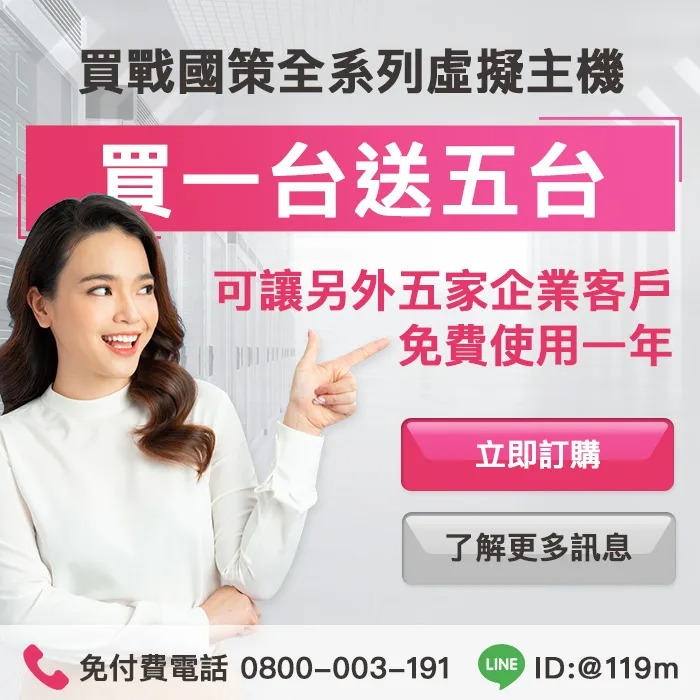 買戰國策全系列虛擬主機
買一台送五台
可讓另外五家企業客戶
免費使用一年
立即訂購
了解更多訊息
免付費電話 0800-003-191 LINE ID:@119m